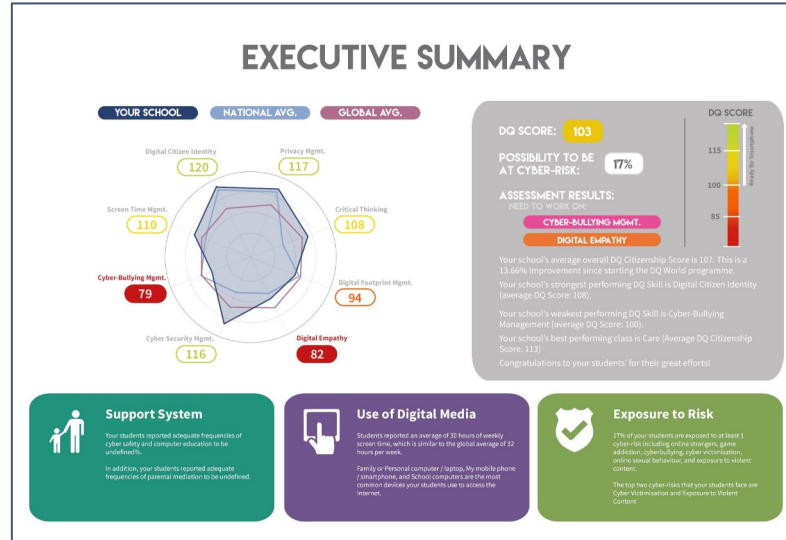 EXECUTIVE SUMMARY
YOUR SCHOOL
NATIONAL AVG.
GLOBAL AVG.
Digital Citizen Identity
120
Privacy Mgmt.
117
Screen Time Mgmt.
110
Critical Thinking
108
Cyber-Bullying Mgmt.
79
Digital Footprint Mgmt.
94
Cyber Security Mgmt.
116
Digital Empathy
82
DQ SCORE: 103
POSSIBILITY TO BE
AT CYBER-RISK: 17%
ASSESSMENT RESULTS:
NEED TO WORK ON:
CYBER-BULLYING MGMT.
DIGITAL EMPATHY
DQ SCORE
115
100
85
Ready for Smartphone
Your school's average overall DQ Citizenship Score is 107. This is a
13.66% improvement since starting the DQ World programme.
Your school's strongest performing DQ Skill is Digital Citizen Identity
(average DQ Score: 108).
Your school's weakest performing DQ Skill is Cyber-Bullying
Management (average DQ Score: 100).
Your school's best performing class is Care (Average DQ Citizenship
Score: 113)
Congratulations to your students' for their great efforts!
Support System
Your students reported adequate frequencies of
cyber safety and computer education to be
undefined%.
In addition, your students reported adequate
frequencies of parental mediation to be undefined.
Use of Digital Media
Students reported an average of 30 hours of weekly
screen time, which is similar to the global average of 32
hours per week.
Family or Personal computer / laptop, My mobile phone
/ smartphone, and School computers are the most
common devices your students use to access the
Internet.
Exposure to Risk
17% of your students are exposed to at least 1
cyber-risk including online strangers, game
addiction, cyberbullying, cyber victimisation,
online sexual behaviour, and exposure to violent
content.
The top two cyber-risks that your students face are
Cyber Victimisation and Exposure to Violent
Content